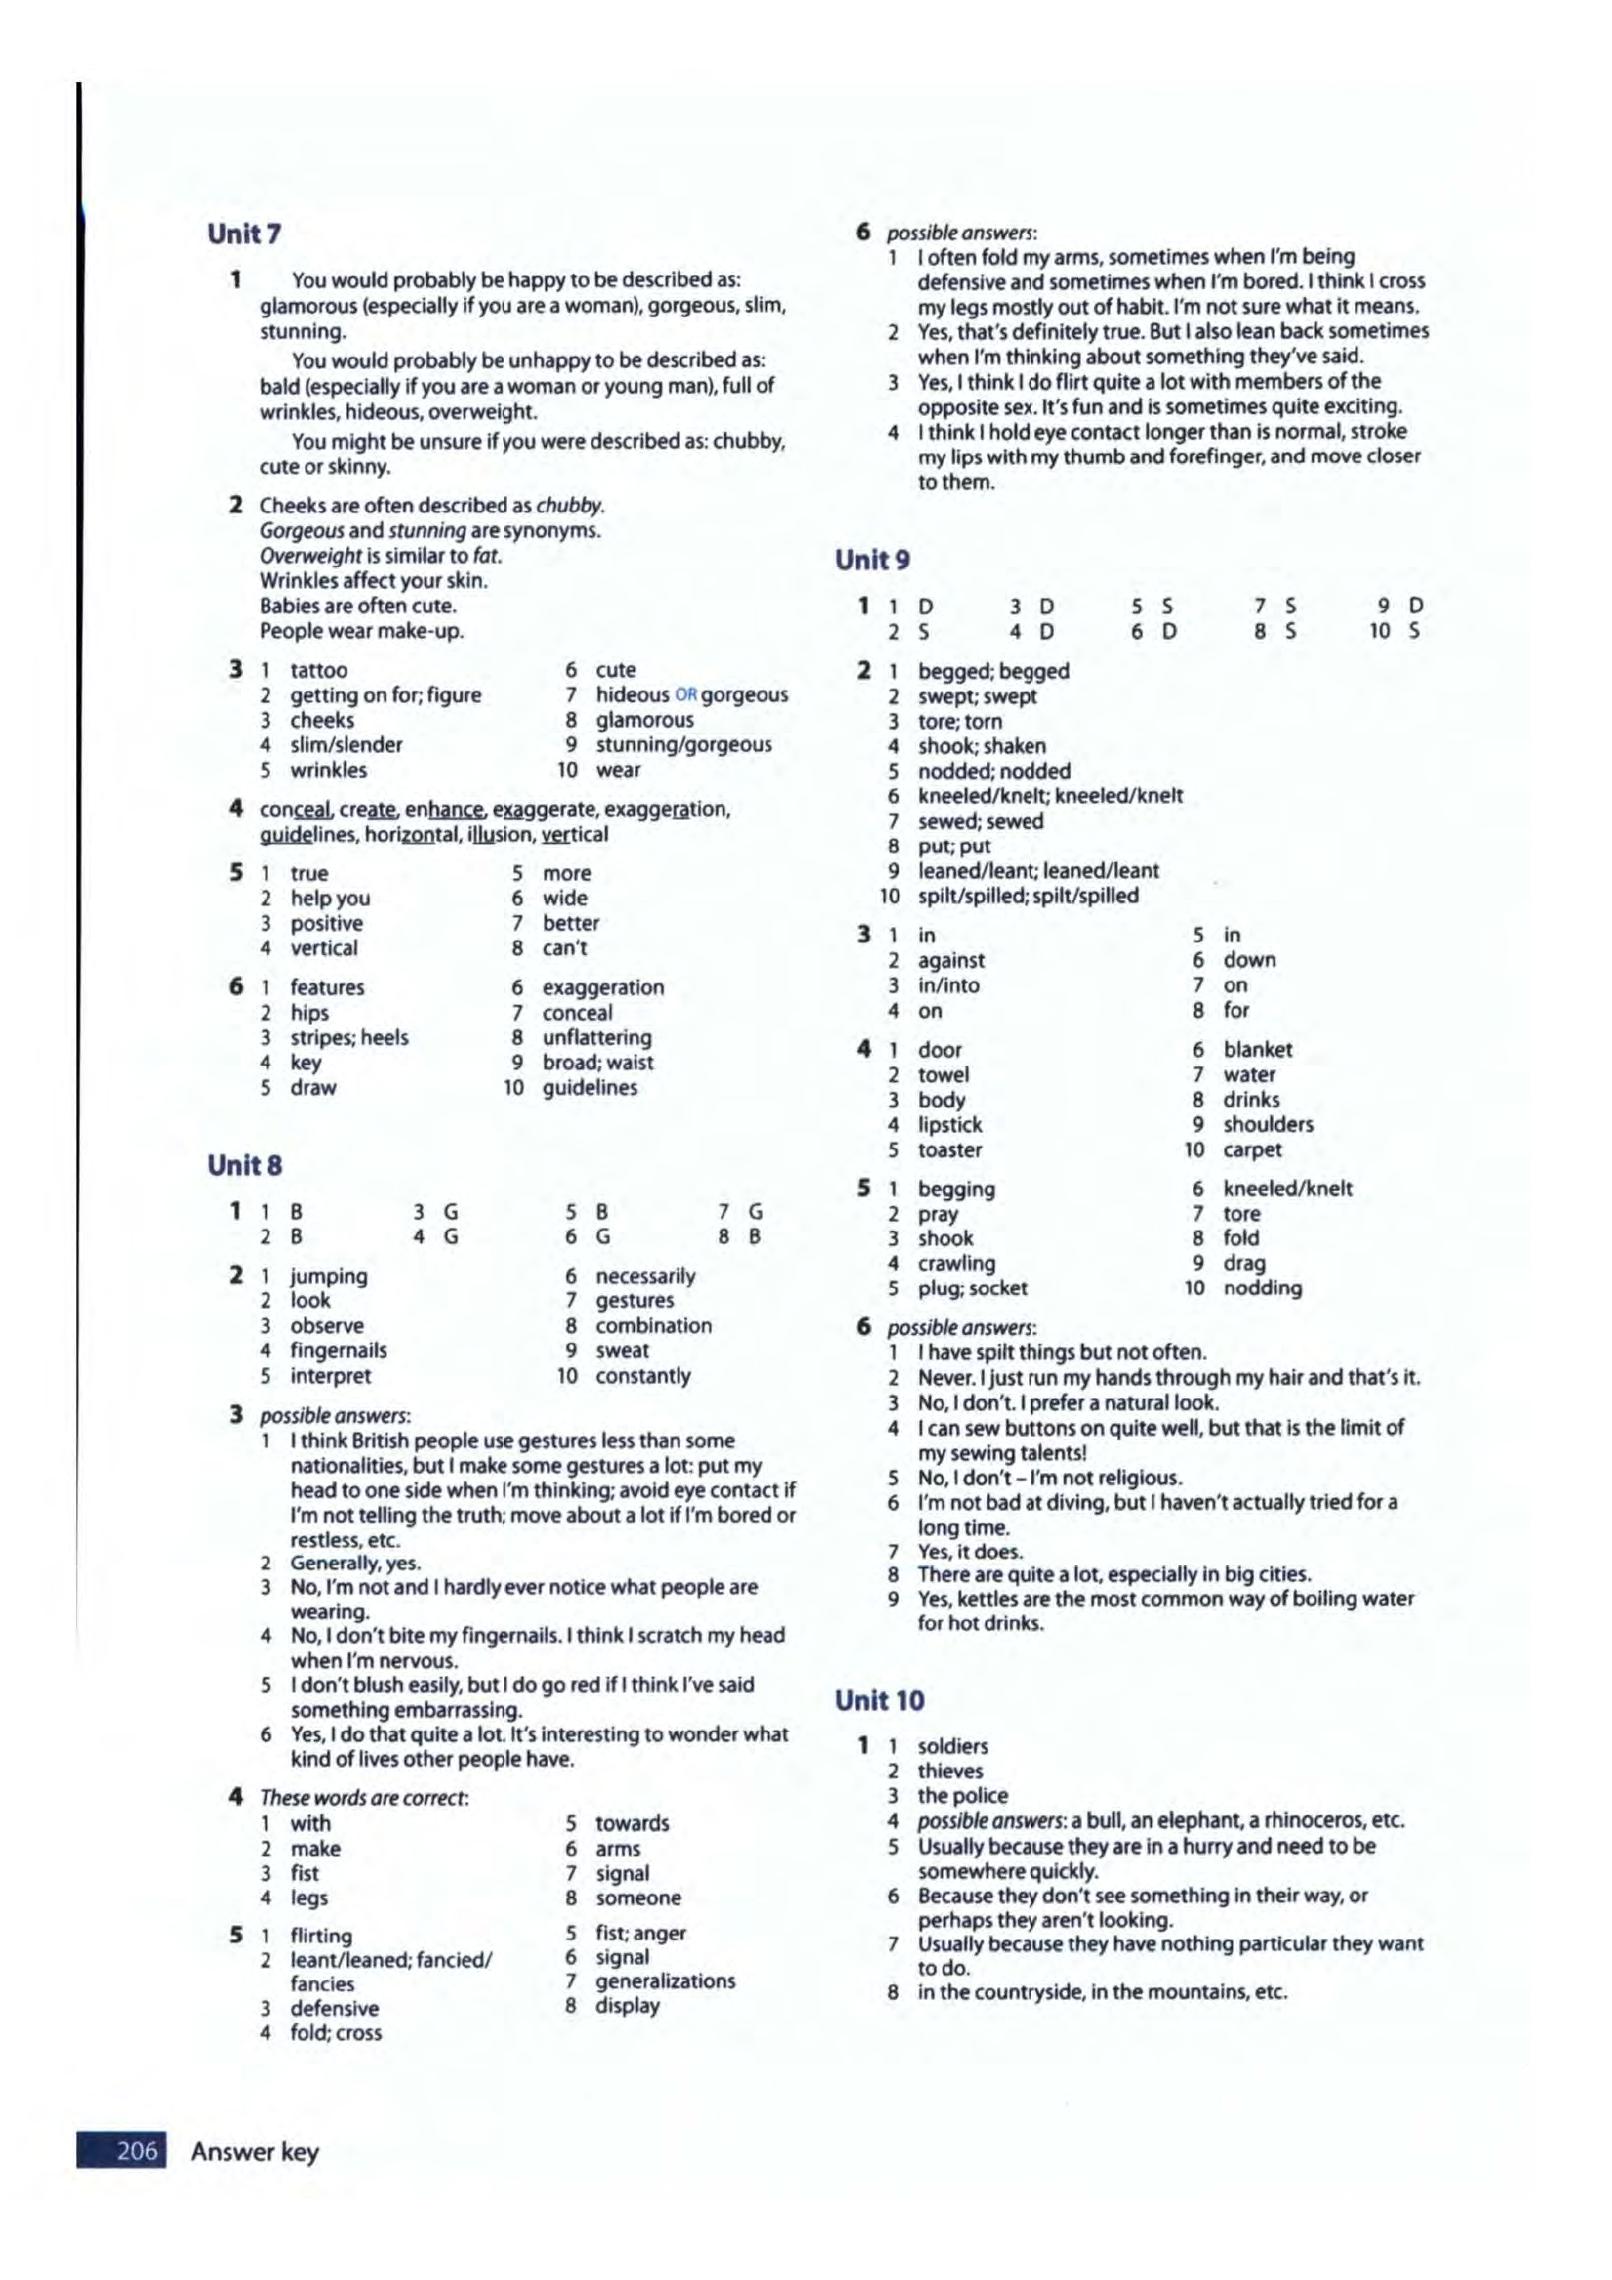 Unit 7
1 You would probably be happy to be described as:
glamorous (especially if you are a woman), gorgeous, slim,
stunning.
You would probably be unhappy to be described as:
bald (especially if you are a woman or young man), full of
wrinkles, hideous, overweight.
You might be unsure if you were described as: chubby,
cute or skinny.
2 Cheeks are often described as chubby.
Gorgeous and stunning are synonyms.
Overweight is similar to fat.
Wrinkles affect your skin.
Babies are often cute.
People wear make-up.
3 1 tattoo 6 cute
2 getting on for; figure 7 hideous OR gorgeous
3 cheeks 8 glamorous
4 slim/slender 9 stunning/gorgeous
5 wrinkles 10 wear
4 conceal, create, enhance, exaggerate, exaggeration,
guidelines, horizontal, illusion, vertical
5 1 true 5 more
2 help you 6 wide
3 positive 7 better
4 vertical 8 can't
6 1 features 6 exaggeration
2 hips 7 conceal
3 stripes; heels 8 unflattering
4 key 9 broad; waist
5 draw 10 guidelines
Unit 8
1 1 B 3 G 5 B 7 G
2 B 4 G 6 G 8 B
2 1 jumping 6 necessarily
2 look 7 gestures
3 observe 8 combination
4 fingernails 9 sweat
5 interpret 10 constantly
3 possible answers:
1 I think British people use gestures less than some
nationalities, but I make some gestures a lot: put my
head to one side when I'm thinking; avoid eye contact if
I'm not telling the truth; move about a lot if I'm bored or
restless, etc.
2 Generally, yes.
3 No, I'm not and I hardly ever notice what people are
wearing.
4 No, I don't bite my fingernails. I think I scratch my head
when I'm nervous.
5 I don't blush easily, but I do go red if I think I've said
something embarrassing.
6 Yes, I do that quite a lot. It's interesting to wonder what
kind of lives other people have.
4 These words are correct:
1 with 5 towards
2 make 6 arms
3 fist 7 signal
4 legs 8 someone
5 1 flirting 5 fist; anger
2 leant/leaned; fancied/ 6 signal
fancies 7 generalizations
3 defensive 8 display
4 fold; cross
6 possible answers:
1 I often fold my arms, sometimes when I'm being
defensive and sometimes when I'm bored. I think I cross
my legs mostly out of habit. I'm not sure what it means.
2 Yes, that's definitely true. But I also lean back sometimes
when I'm thinking about something they've said.
3 Yes, I think I do flirt quite a lot with members of the
opposite sex. It's fun and is sometimes quite exciting.
4 I think I hold eye contact longer than is normal, stroke
my lips with my thumb and forefinger, and move closer
to them.
Unit 9
1 1 D 3 D 5 S 7 S 9 D
2 S 4 D 6 D 8 S 10 S
2 1 begged; begged
2 swept; swept
3 tore; torn
4 shook; shaken
5 nodded; nodded
6 kneeled/knelt; kneeled/knelt
7 sewed; sewed
8 put; put
9 leaned/leant; leaned/leant
10 spilt/spilled; spilt/spilled
3 1 in 5 in
2 against 6 down
3 in/into 7 on
4 on 8 for
4 1 door 6 blanket
2 towel 7 water
3 body 8 drinks
4 lipstick 9 shoulders
5 toaster 10 carpet
5 1 begging 6 kneeled/knelt
2 pray 7 tore
3 shook 8 fold
4 crawling 9 drag
5 plug; socket 10 nodding
6 possible answers:
1 I have spilt things but not often.
2 Never. I just run my hands through my hair and that's it.
3 No, I don't. I prefer a natural look.
4 I can sew buttons on quite well, but that is the limit of
my sewing talents!
5 No, I don't – I'm not religious.
6 I'm not bad at diving, but I haven't actually tried for a
long time.
7 Yes, it does.
8 There are quite a lot, especially in big cities.
9 Yes, kettles are the most common way of boiling water
for hot drinks.
Unit 10
1 1 soldiers
2 thieves
3 the police
4 possible answers: a bull, an elephant, a rhinoceros, etc.
5 Usually because they are in a hurry and need to be
somewhere quickly.
6 Because they don't see something in their way, or
perhaps they aren't looking.
7 Usually because they have nothing particular they want
to do.
8 in the countryside, in the mountains, etc.
206 Answer key